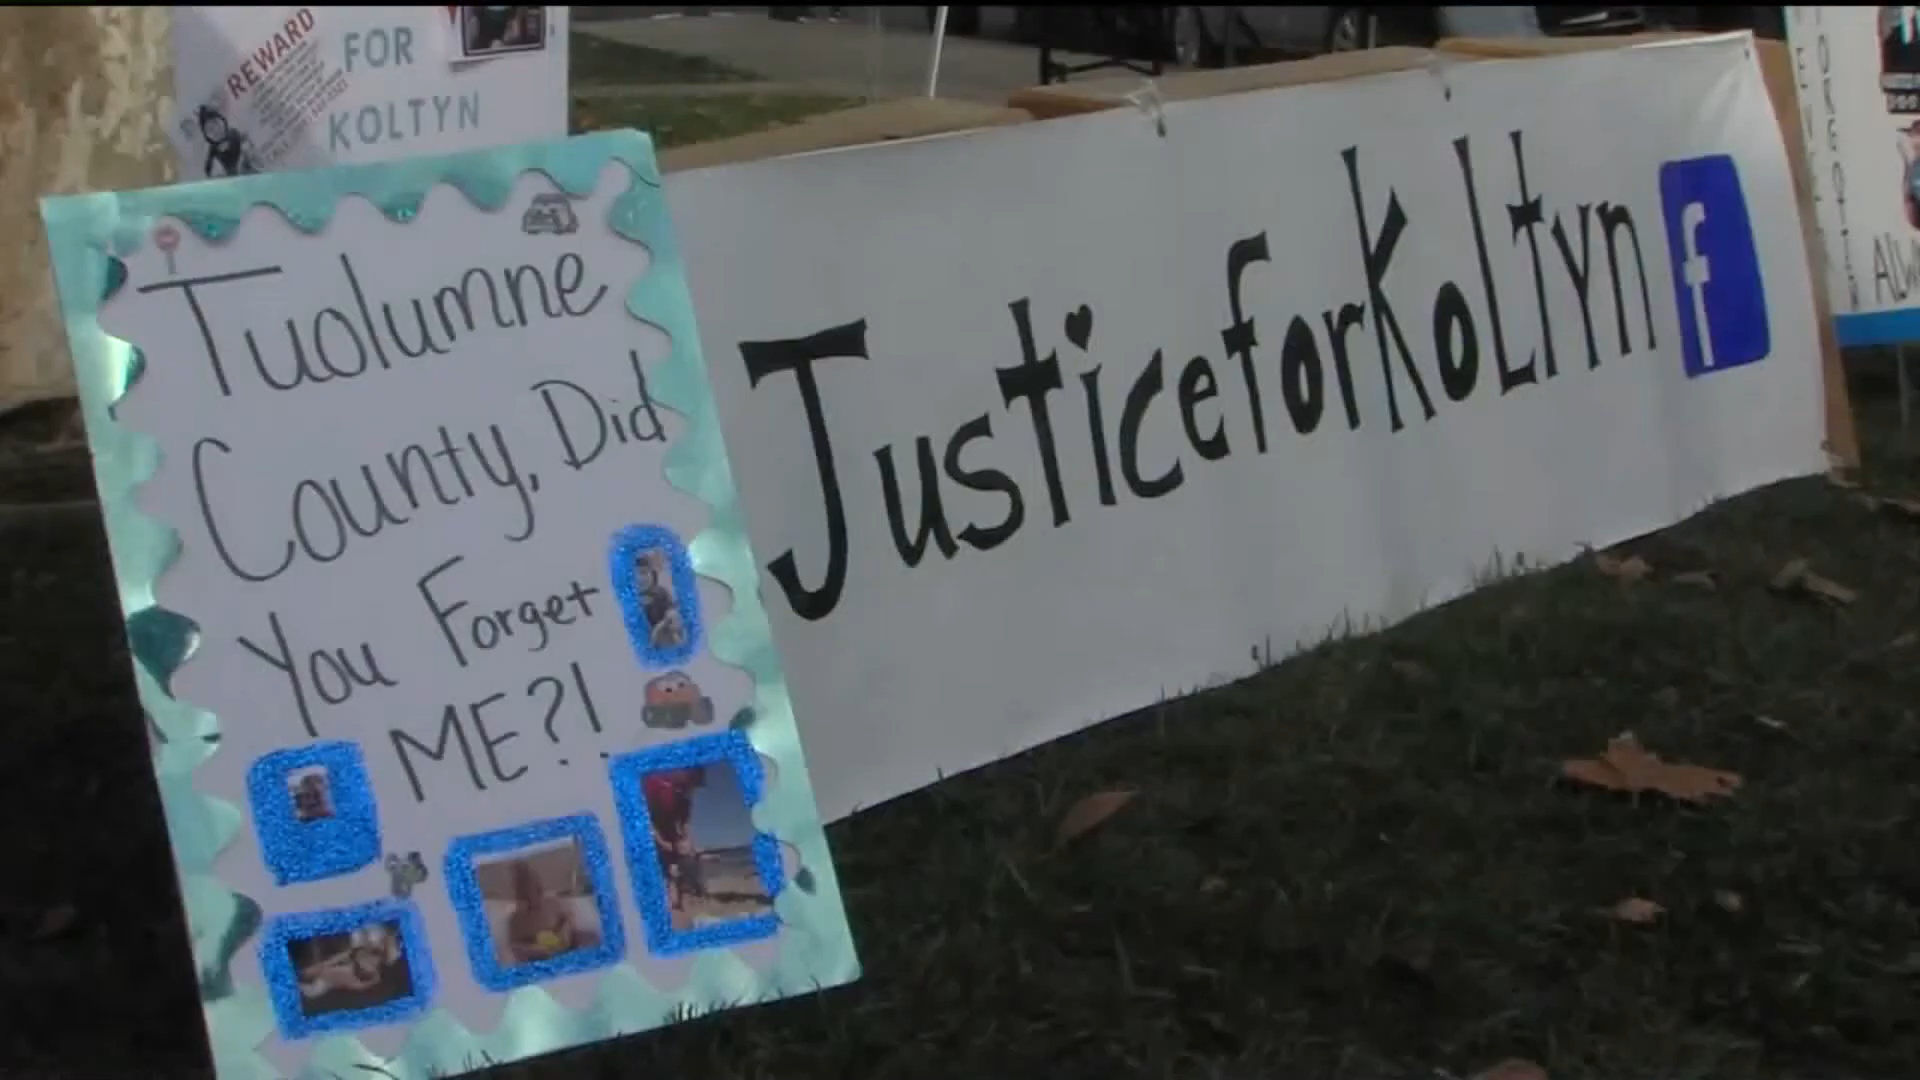 REWARD
FOR
KOLTYN
Tuolumne
County, Did
You Forget
ME?!
JusticeforKoLtyn
f